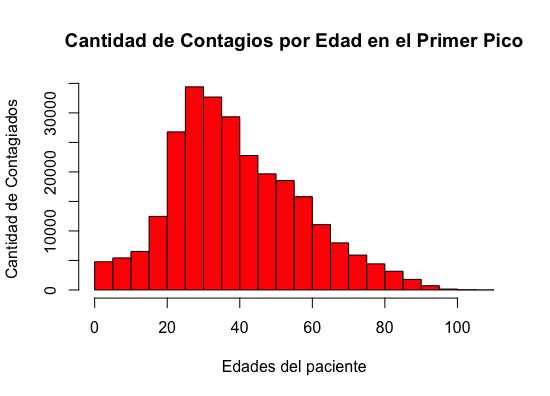 Cantidad de Contagios por Edad en el Primer Pico
Cantidad de Contagiados
30000
20000
10000
0
0 20 40 60 80 100
Edades del paciente